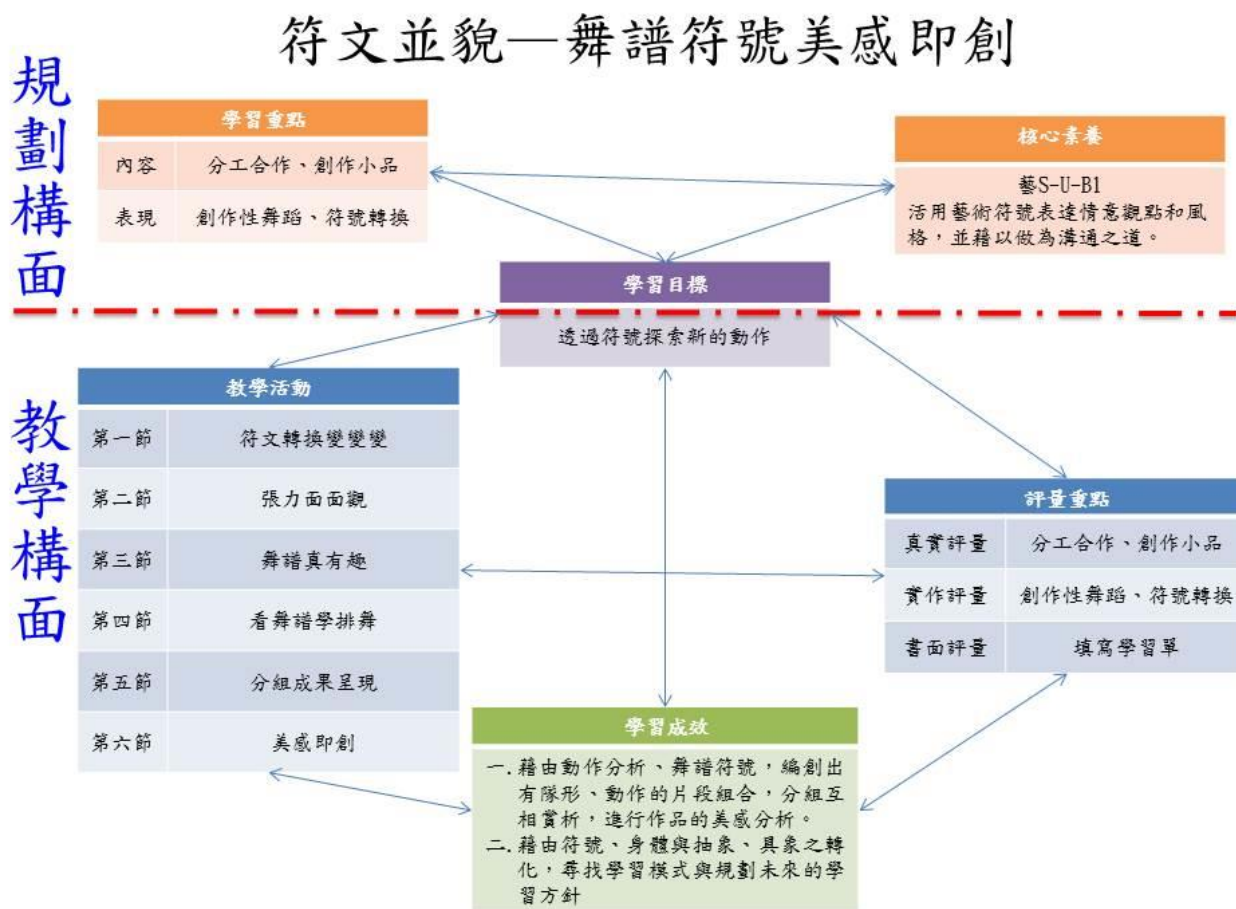 符文並貌—舞譜符號美感即創
規劃構面
學習重點
內容 分工合作、創作小品
表現 創作性舞蹈、符號轉換
核心素養
藝S-U-B1
活用藝術符號表達情意觀點和風
格，並藉以做為溝通之道。
學習目標
透過符號探索新的動作
教學構面
教學活動
第一節 符文轉換變變變
第二節 張力面面觀
第三節 舞譜真有趣
第四節 看舞譜學排舞
第五節 分組成果呈現
第六節 美感即創
評量重點
真實評量 分工合作、創作小品
實作評量 創作性舞蹈、符號轉換
書面評量 填寫學習單
學習成效
一. 藉由動作分析、舞譜符號，編創出
有隊形、動作的片段組合，分組互
相賞析，進行作品的美感分析。
二. 藉由符號、身體與抽象、具象之轉
化，尋找學習模式與規劃未來的學
習方針